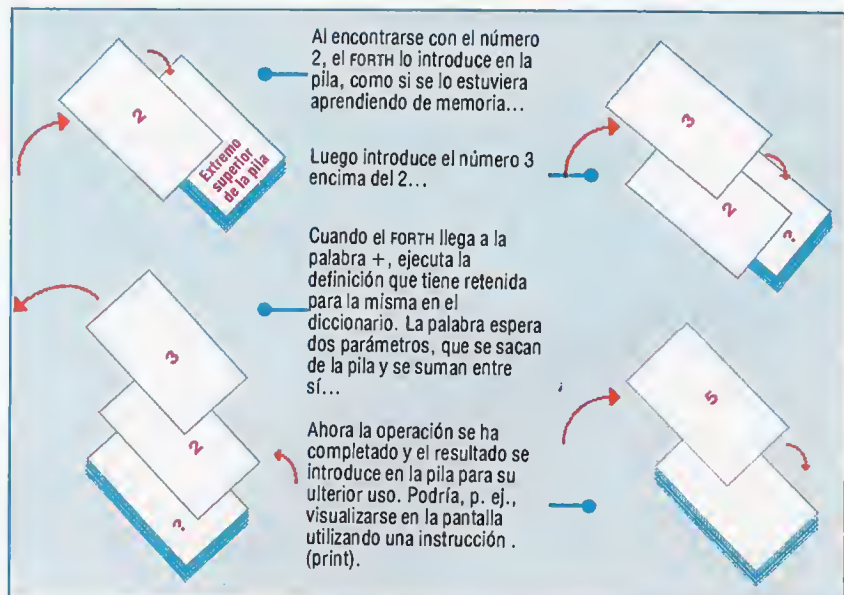 Al encontrarse con el número
2, el FORTH lo introduce en la
pila, como si se lo estuviera
aprendiendo de memoria...
2
Extremo
superior
de la pila
Luego introduce el número 3
encima del 2...
3
2
?
Cuando el FORTH llega a la
palabra +, ejecuta la
definición que tiene retenida
para la misma en el
diccionario. La palabra espera
dos parámetros, que se sacan
de la pila y se suman entre
sí...
3
2
?
Ahora la operación se ha
completado y el resultado se
introduce en la pila para su
ulterior uso. Podría, p. ej.,
visualizarse en la pantalla
utilizando una instrucción .
(print).
5